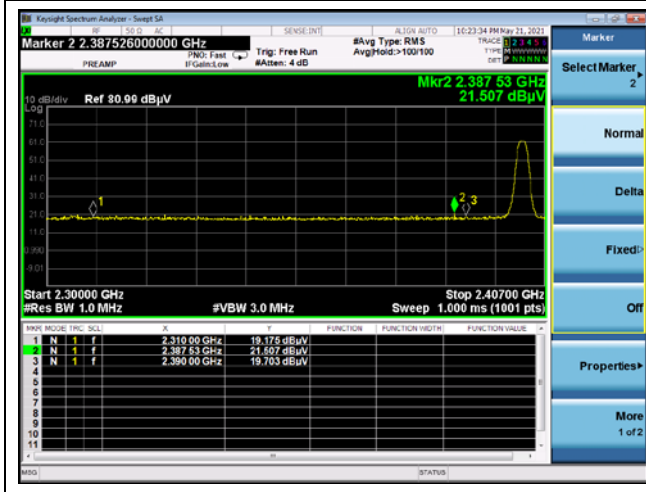 Keysight Spectrum Analyzer - Swept SA
RF 50 Ω AC SENSE:INT ALIGN AUTO 10:23:34 PM May 21, 2021
Marker 2 2.387526000000 GHz
PREAMP
PNO: Fast
IFGain:Low
Trig: Free Run
#Atten: 4 dB
#Avg Type: RMS
Avg|Hold:>100/100
TRACE 1 2 3 4 5
TYPE
DET P N N N N N
Mkr2 2.387 53 GHz
21.507 dBµV
10 dB/div Ref 80.99 dBµV
Log
71.0
61.0
51.0
41.0
31.0
21.0
11.0
0.990
-9.01
1
2
3
Start 2.30000 GHz
Stop 2.40700 GHz
#Res BW 1.0 MHz #VBW 3.0 MHz Sweep 1.000 ms (1001 pts)
MKR MODE TRC SCL X Y FUNCTION FUNCTION WIDTH FUNCTION VALUE
1 N 1 f 2.310 00 GHz 19.175 dBµV
2 N 1 f 2.387 53 GHz 21.507 dBµV
3 N 1 f 2.390 00 GHz 19.703 dBµV
4
5
6
7
8
9
10
11
MSG STATUS
Marker
Select Marker
2
Normal
Delta
Fixed
Off
Properties
More
1 of 2